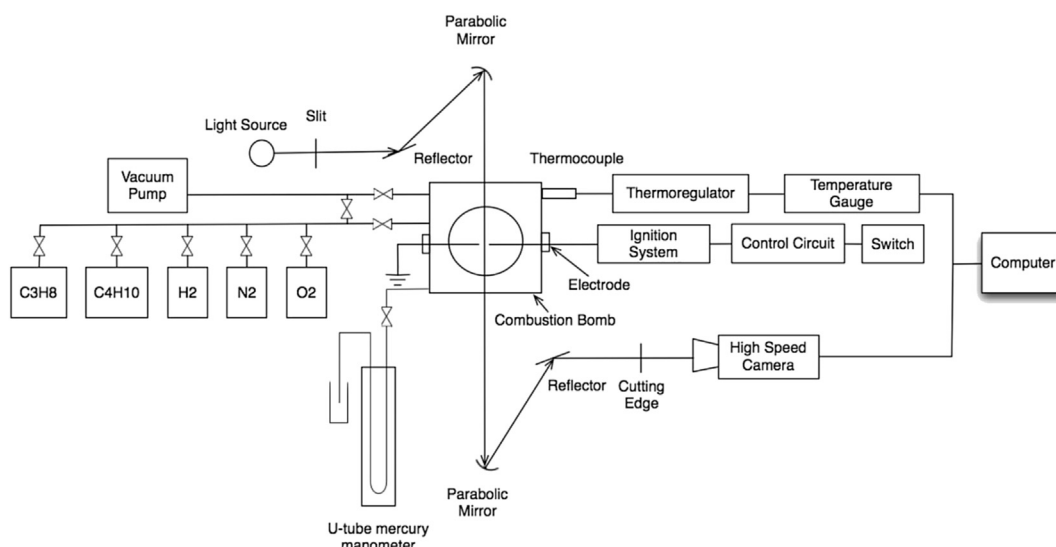 Parabolic
Mirror
Slit
Light Source
Reflector
Thermocouple
Vacuum
Pump
Thermoregulator
Temperature
Gauge
Ignition
System
Control Circuit
Switch
Computer
C3H8
C4H10
H2
N2
O2
Electrode
Combustion Bomb
High Speed
Camera
Reflector
Cutting
Edge
Parabolic
Mirror
U-tube mercury
manometer